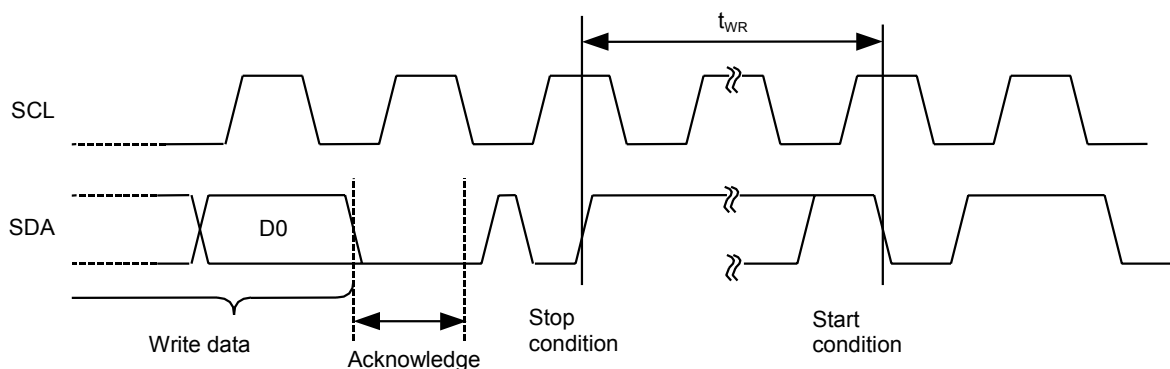 tWR
SCL
SDA
D0
Write data
Acknowledge
Stop
condition
Start
condition